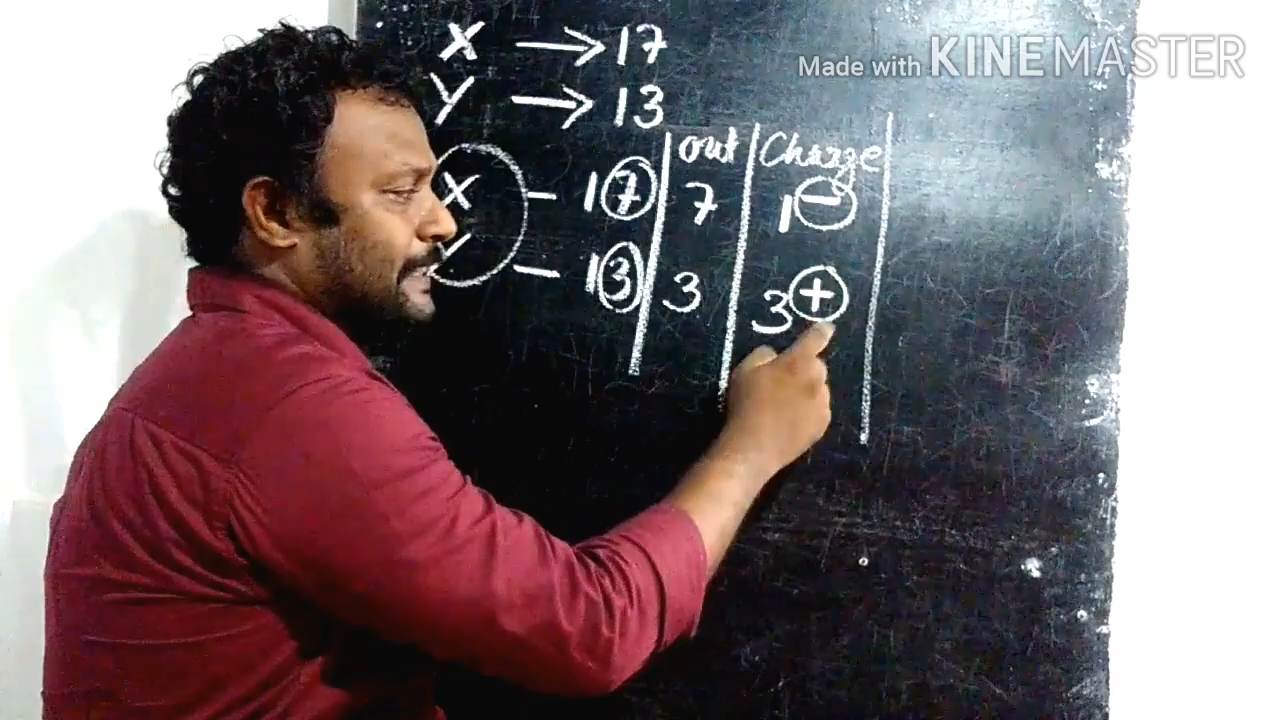 X → 17
Made with KINEMASTER
Y → 13
out Charge
X - 17 7 1-
Y - 13 3 3+